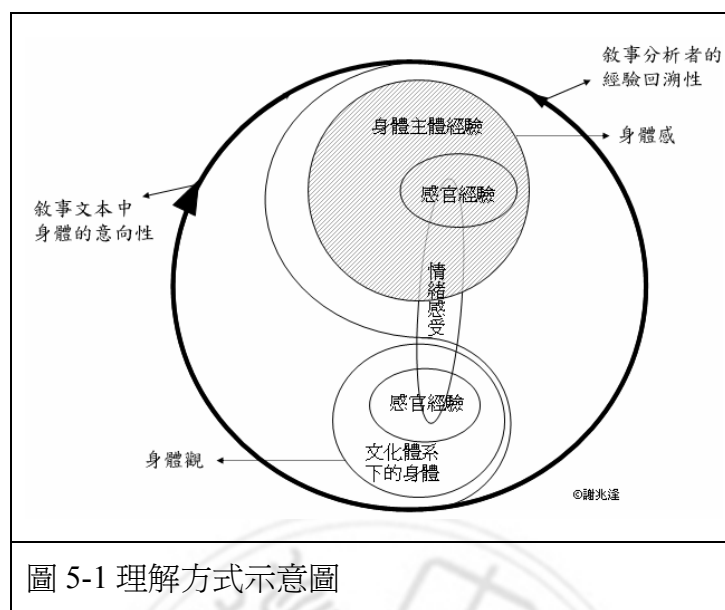 敘事分析者的
經驗回溯性
身體主體經驗
身體感
感官經驗
敘事文本中
身體的意向性
情緒感受
感官經驗
文化體系
下的身體
身體觀
©謝兆逢
圖 5-1 理解方式示意圖